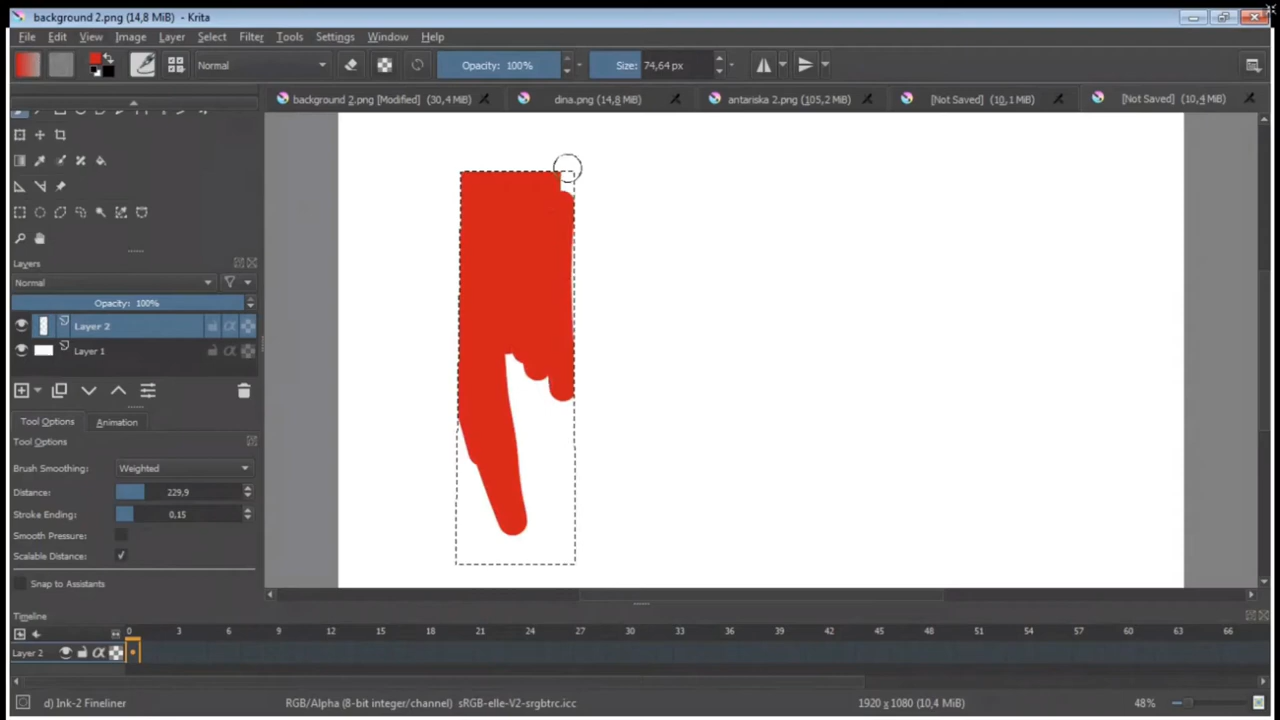 background 2.png (14,8 MiB) - Krita
File Edit View Image Layer Select Filter Tools Settings Window Help
Normal Opacity: 100% Size: 74,64 px
background 2.png [Modified] (30,4 MiB) dina.png (14,8 MiB) antariska 2.png (105,2 MiB) [Not Saved] (10,1 MiB) [Not Saved] (10,4 MiB)
Layers
Normal
Opacity: 100%
Layer 2
Layer 1
Tool Options Animation
Tool Options
Brush Smoothing: Weighted
Distance: 229,9
Stroke Ending: 0,15
Smooth Pressure:
Scalable Distance:
Snap to Assistants
Timeline
0 3 6 9 12 15 18 21 24 27 30 33 36 39 42 45 48 51 54 57 60 63 66
Layer 2
d) Ink-2 Fineliner RGB/Alpha (8-bit integer/channel) sRGB-elle-V2-srgbtrc.icc 1920 x 1080 (10,4 MiB) 48%